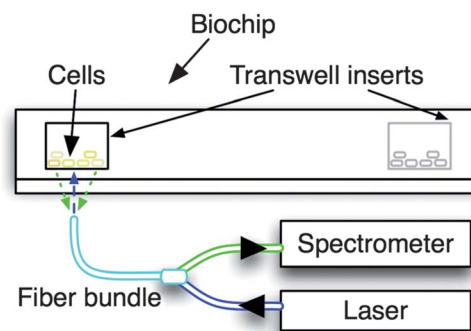 Biochip
Cells
Transwell inserts
Spectrometer
Fiber bundle
Laser